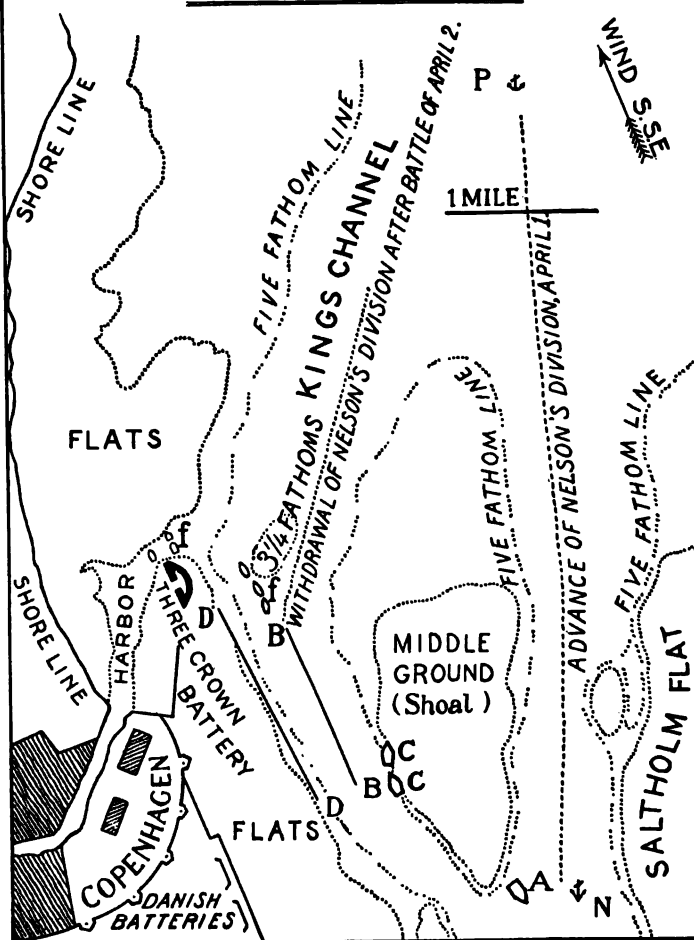 WIND S.SE
P
SHORE LINE
FIVE FATHOM LINE
KINGS CHANNEL
WITHDRAWAL OF NELSON'S DIVISION AFTER BATTLE OF APRIL 2.
1 MILE
ADVANCE OF NELSON'S DIVISION, APRIL 1.
FLATS
3/4 FATHOMS
FIVE FATHOM LINE
FIVE FATHOM LINE
f
f
SHORE LINE
HARBOR
THREE CROWN
BATTERY
D
B
MIDDLE
GROUND
(Shoal)
SALTHOLM FLAT
C
B
C
D
FLATS
COPENHAGEN
A
N
DANISH
BATTERIES